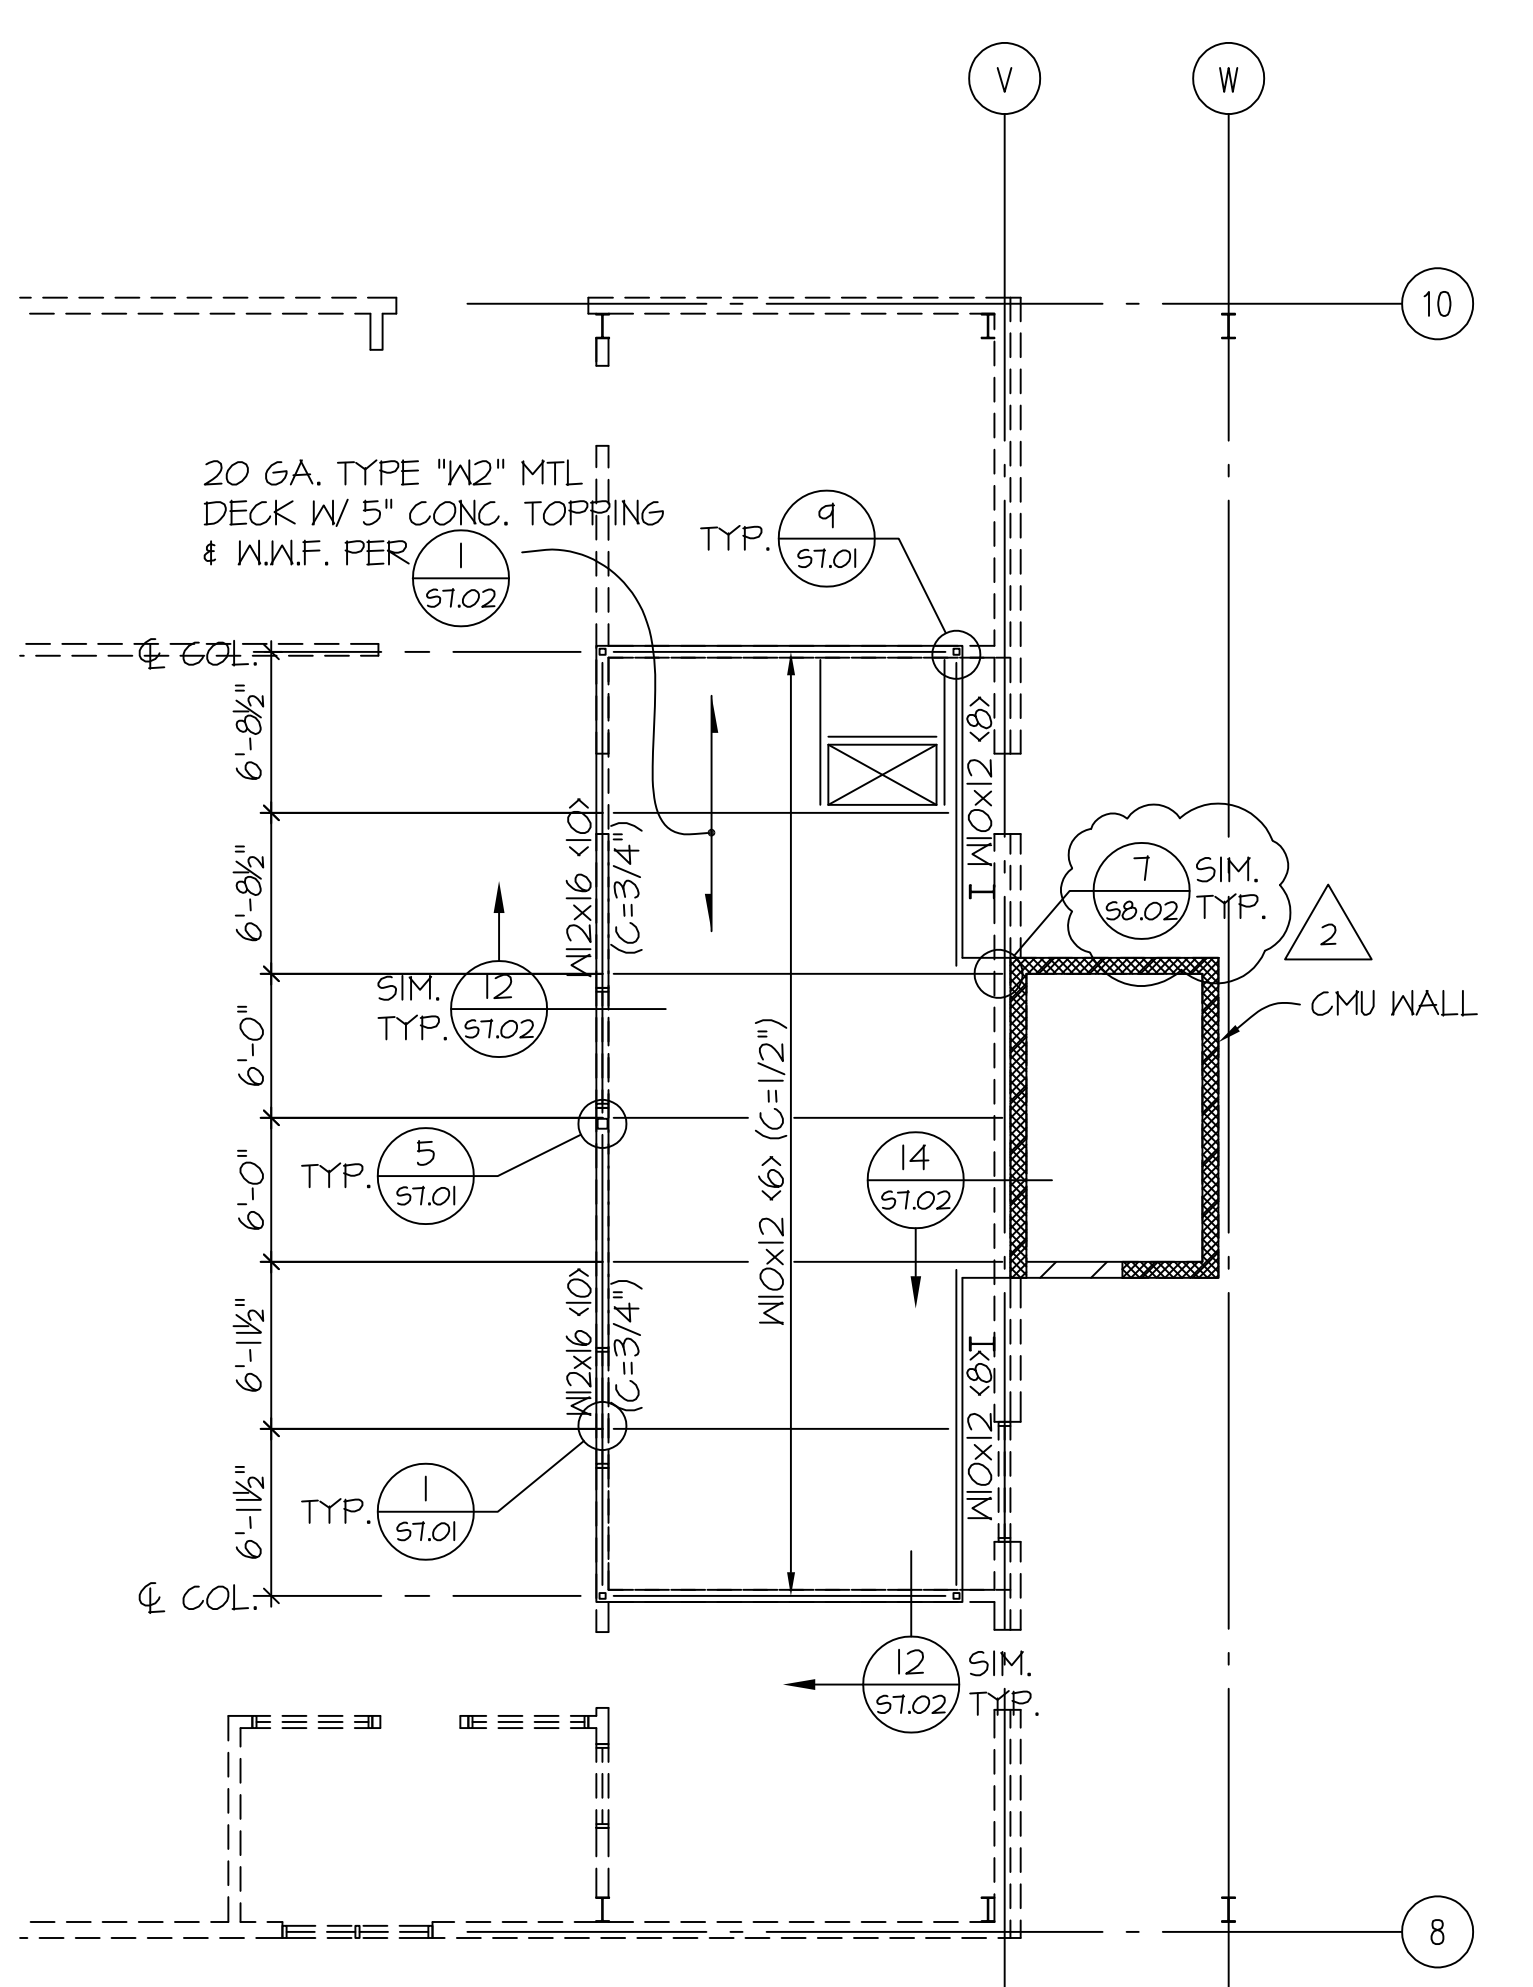 V
W
10
20 GA. TYPE "W2" MTL
DECK W/ 5" CONC. TOPPING
& W.W.F. PER
1
S7.02
TYP.
9
S7.01
℄ COL.
6'-8½"
W10x12 <8>
W12x16 <10>
(C=3/4")
6'-8½"
7
S8.02
SIM.
TYP.
2
SIM.
TYP.
12
S7.02
CMU WALL
6'-0"
W10x12 <6> (C=1/2")
TYP.
5
S7.01
14
S7.02
6'-0"
W12x16 <10>
(C=3/4")
6'-1½"
W10x12 <8>
TYP.
1
S7.01
6'-1½"
℄ COL.
12
S7.02
SIM.
TYP.
8